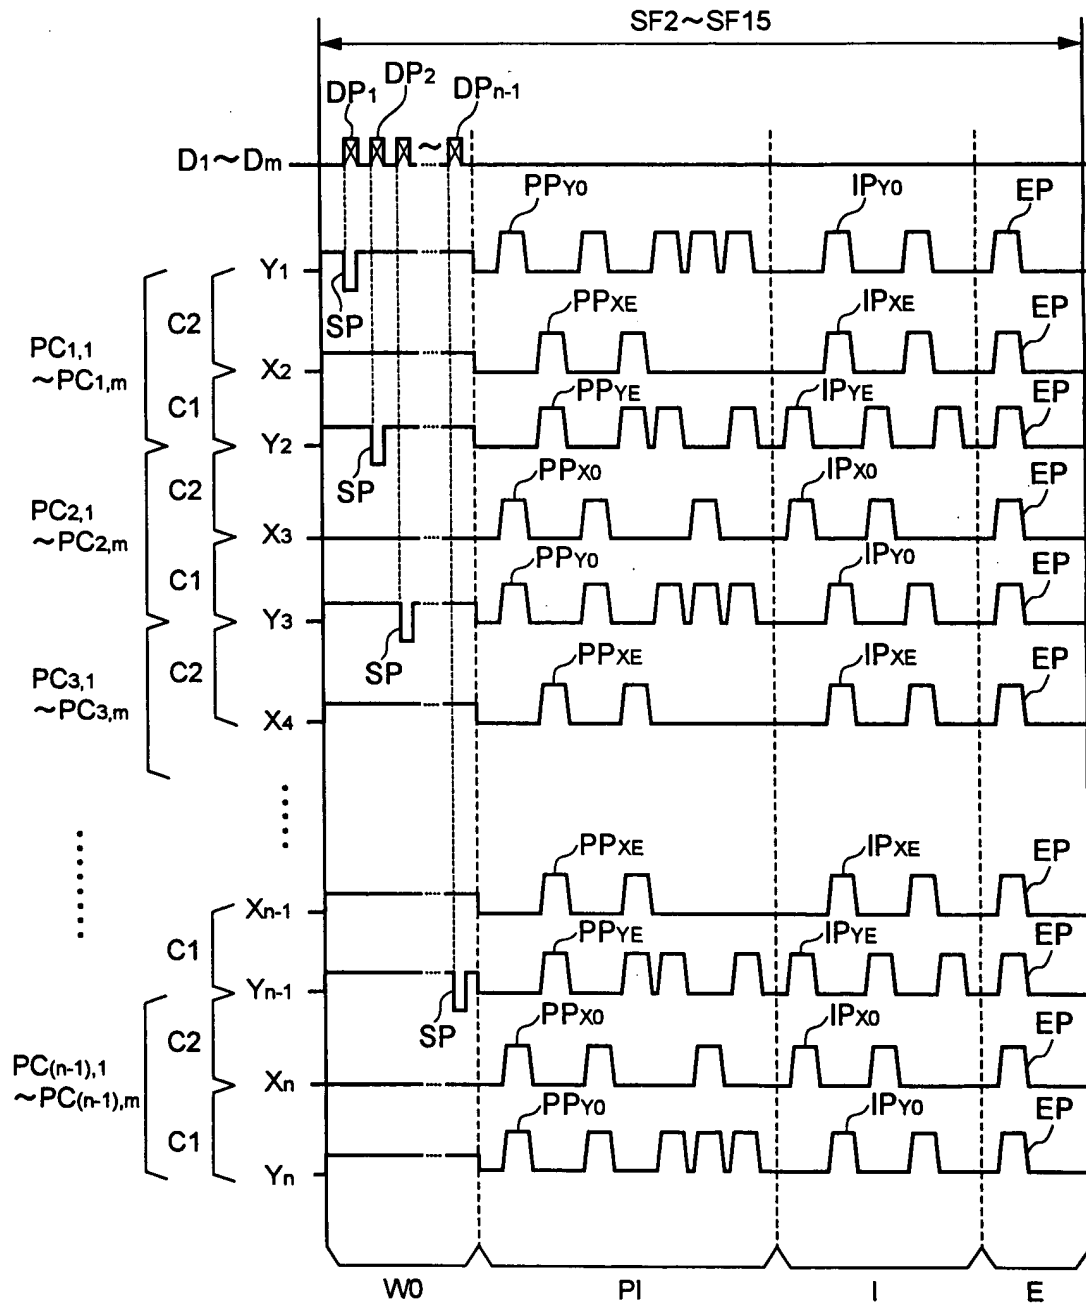 SF2~SF15
DP1 DP2 DPn-1
D1~Dm ~
PPY0 IPY0 EP
Y1
SP
C2
PPXE IPXE EP
PC1,1
~PC1,m
X2
C1
PPYE IPYE EP
Y2
SP
C2
PPX0 IPX0 EP
PC2,1
~PC2,m
X3
C1
PPY0 IPY0 EP
Y3
SP
C2
PPXE IPXE EP
PC3,1
~PC3,m
X4
PPXE IPXE EP
Xn-1
C1
PPYE IPYE EP
Yn-1
SP
C2
PPX0 IPX0 EP
PC(n-1),1
~PC(n-1),m
Xn
C1
PPY0 IPY0 EP
Yn
W0 PI I E